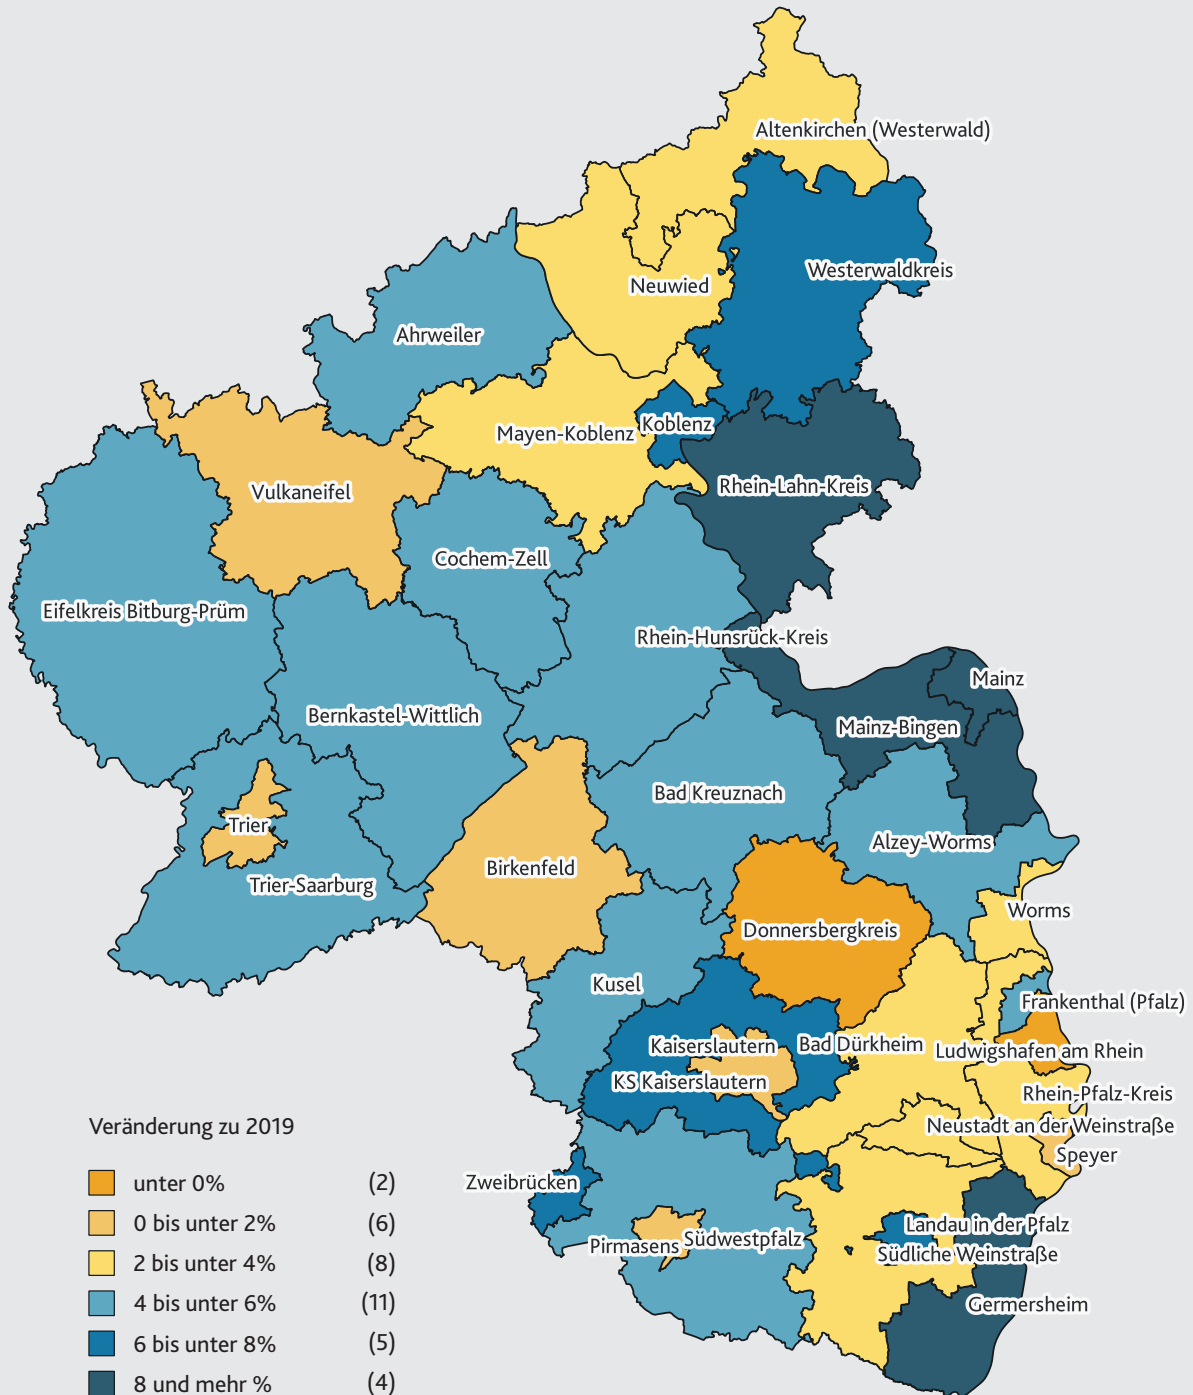 Altenkirchen (Westerwald)
Westerwaldkreis
Neuwied
Ahrweiler
Koblenz
Mayen-Koblenz
Rhein-Lahn-Kreis
Vulkaneifel
Cochem-Zell
Eifelkreis Bitburg-Prüm
Rhein-Hunsrück-Kreis
Mainz
Bernkastel-Wittlich
Mainz-Bingen
Bad Kreuznach
Trier
Alzey-Worms
Birkenfeld
Trier-Saarburg
Worms
Donnersbergkreis
Kusel
Frankenthal (Pfalz)
Kaiserslautern
Bad Dürkheim
Ludwigshafen am Rhein
KS Kaiserslautern
Rhein-Pfalz-Kreis
Neustadt an der Weinstraße
Speyer
Zweibrücken
Landau in der Pfalz
Pirmasens
Südwestpfalz
Südliche Weinstraße
Germersheim
Veränderung zu 2019
unter 0% (2)
0 bis unter 2% (6)
2 bis unter 4% (8)
4 bis unter 6% (11)
6 bis unter 8% (5)
8 und mehr % (4)